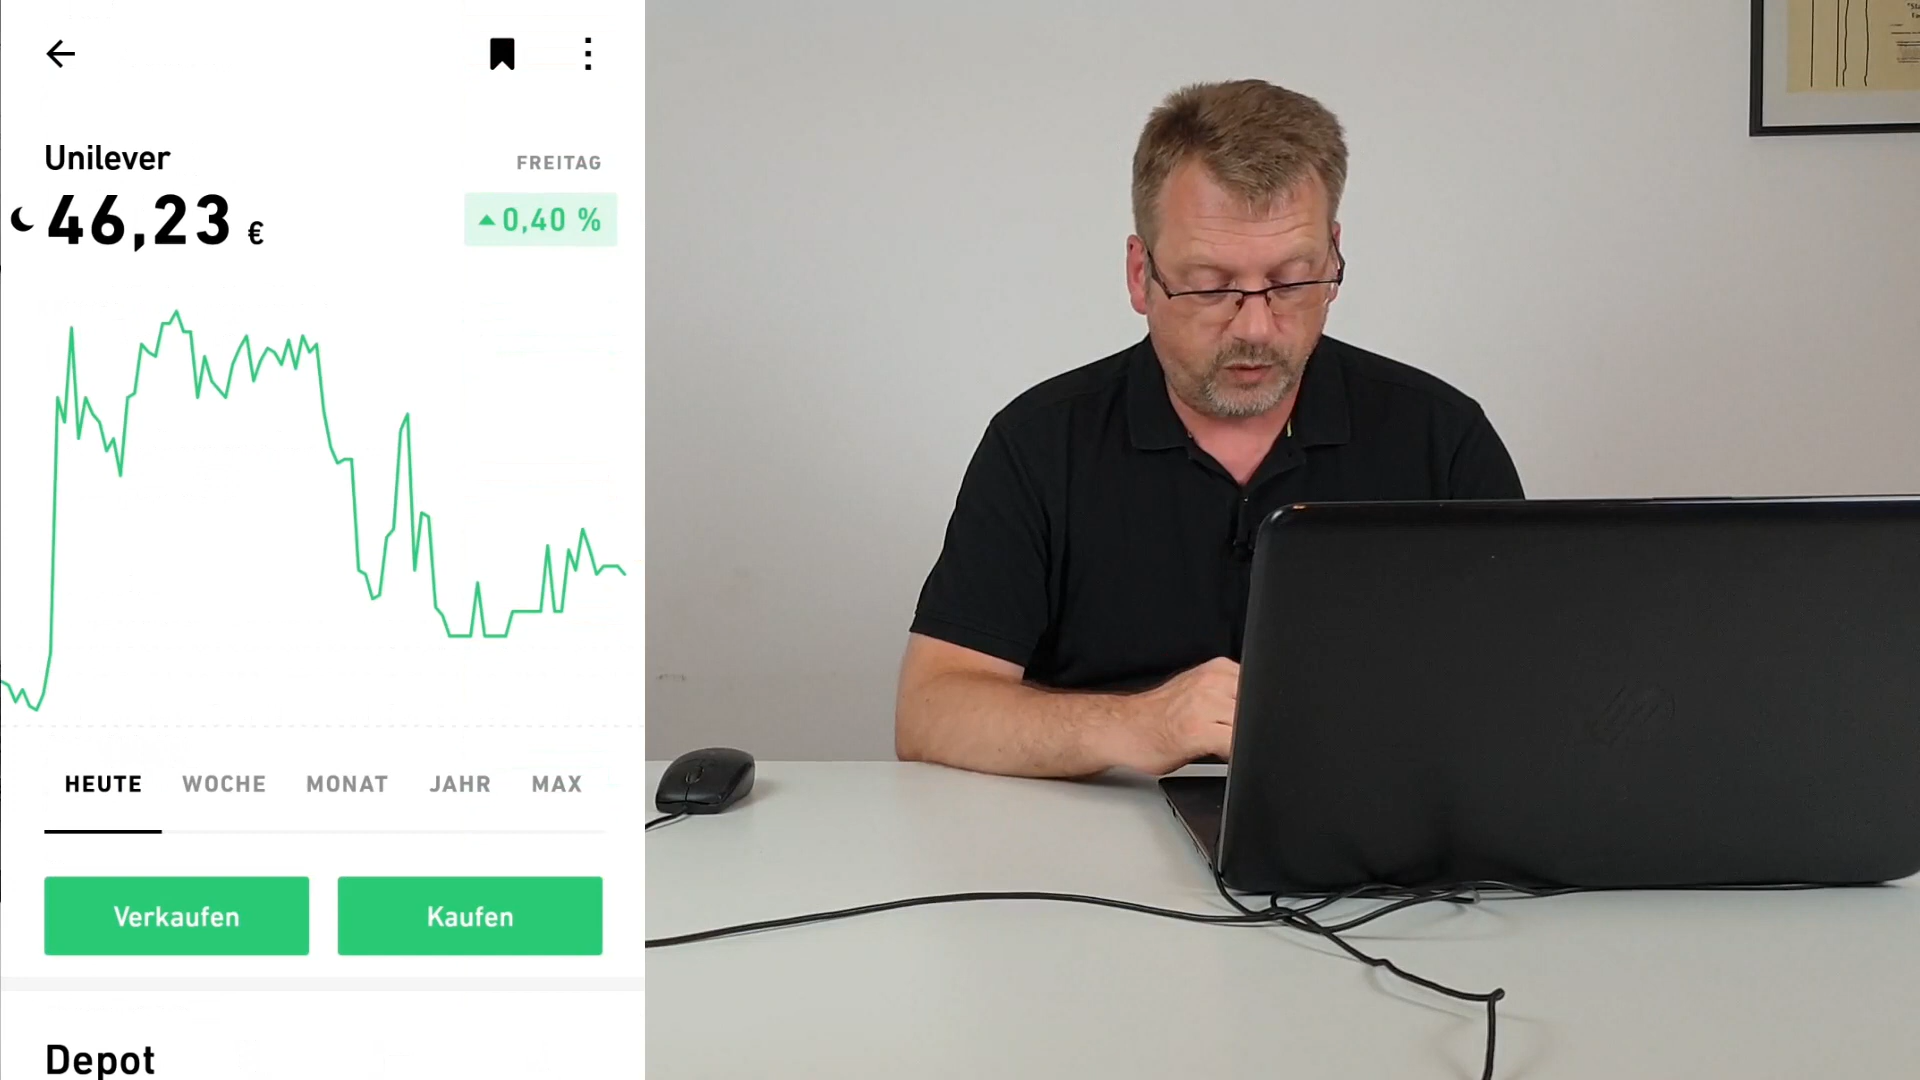 Unilever
FREITAG
46,23 €
0,40 %
HEUTE WOCHE MONAT JAHR MAX
Verkaufen Kaufen
Depot